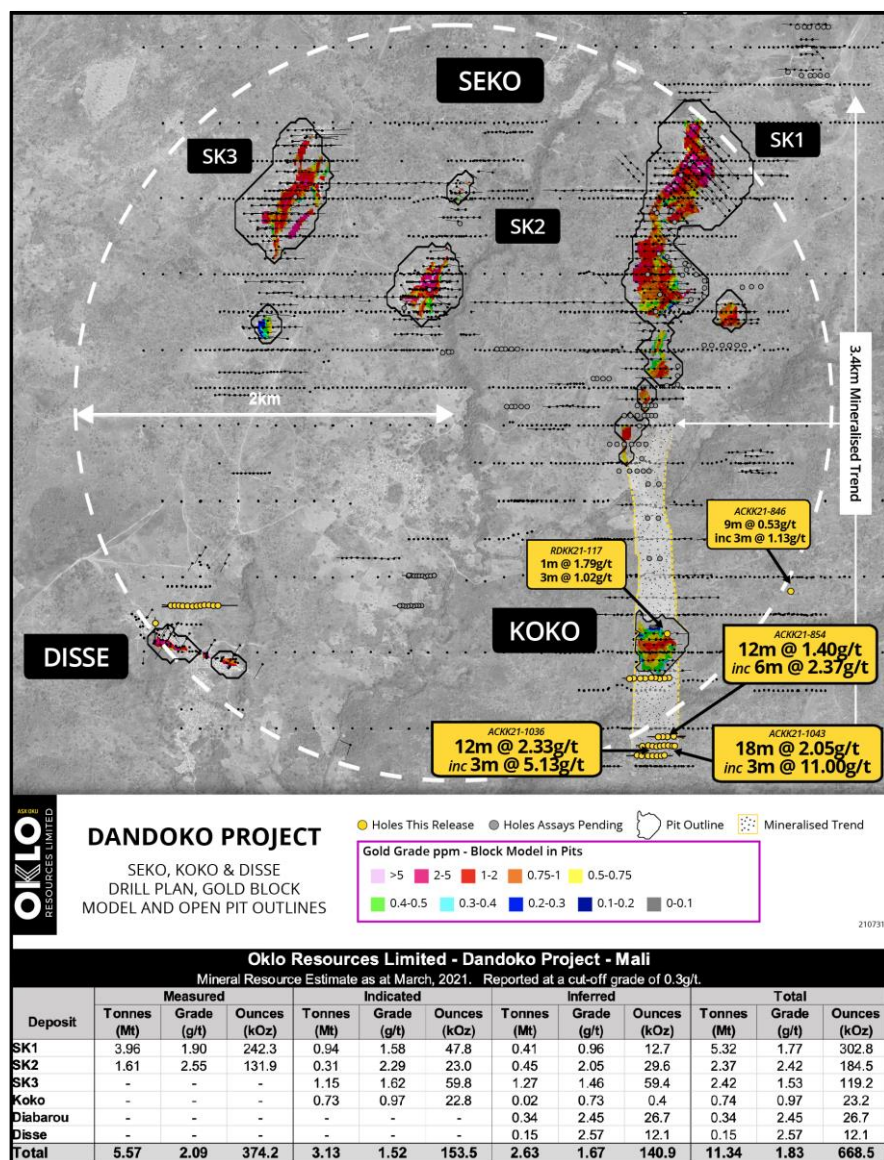 SEKO
SK3
SK1
SK2
2km
3.4km Mineralised Trend
ACKK21-846
9m @ 0.53g/t
inc 3m @ 1.13g/t
RDKK21-117
1m @ 1.79g/t
3m @ 1.02g/t
KOKO
DISSE
ACKK21-854
12m @ 1.40g/t
inc 6m @ 2.37g/t
ACKK21-1036
12m @ 2.33g/t
inc 3m @ 5.13g/t
ACKK21-1043
18m @ 2.05g/t
inc 3m @ 11.00g/t
ASX OKU
OKLO
RESOURCES LIMITED
DANDOKO PROJECT
SEKO, KOKO & DISSE
DRILL PLAN, GOLD BLOCK
MODEL AND OPEN PIT OUTLINES
Holes This Release Holes Assays Pending Pit Outline Mineralised Trend
Gold Grade ppm - Block Model in Pits
>5 2-5 1-2 0.75-1 0.5-0.75
0.4-0.5 0.3-0.4 0.2-0.3 0.1-0.2 0-0.1
210731
Oklo Resources Limited - Dandoko Project - Mali
Mineral Resource Estimate as at March, 2021. Reported at a cut-off grade of 0.3g/t.
Measured Indicated Inferred Total
Deposit Tonnes (Mt) Grade (g/t) Ounces (kOz) Tonnes (Mt) Grade (g/t) Ounces (kOz) Tonnes (Mt) Grade (g/t) Ounces (kOz) Tonnes (Mt) Grade (g/t) Ounces (kOz)
SK1 3.96 1.90 242.3 0.94 1.58 47.8 0.41 0.96 12.7 5.32 1.77 302.8
SK2 1.61 2.55 131.9 0.31 2.29 23.0 0.45 2.05 29.6 2.37 2.42 184.5
SK3 - - - 1.15 1.62 59.8 1.27 1.46 59.4 2.42 1.53 119.2
Koko - - - 0.73 0.97 22.8 0.02 0.73 0.4 0.74 0.97 23.2
Diabarou - - - - - - 0.34 2.45 26.7 0.34 2.45 26.7
Disse - - - - - - 0.15 2.57 12.1 0.15 2.57 12.1
Total 5.57 2.09 374.2 3.13 1.52 153.5 2.63 1.67 140.9 11.34 1.83 668.5